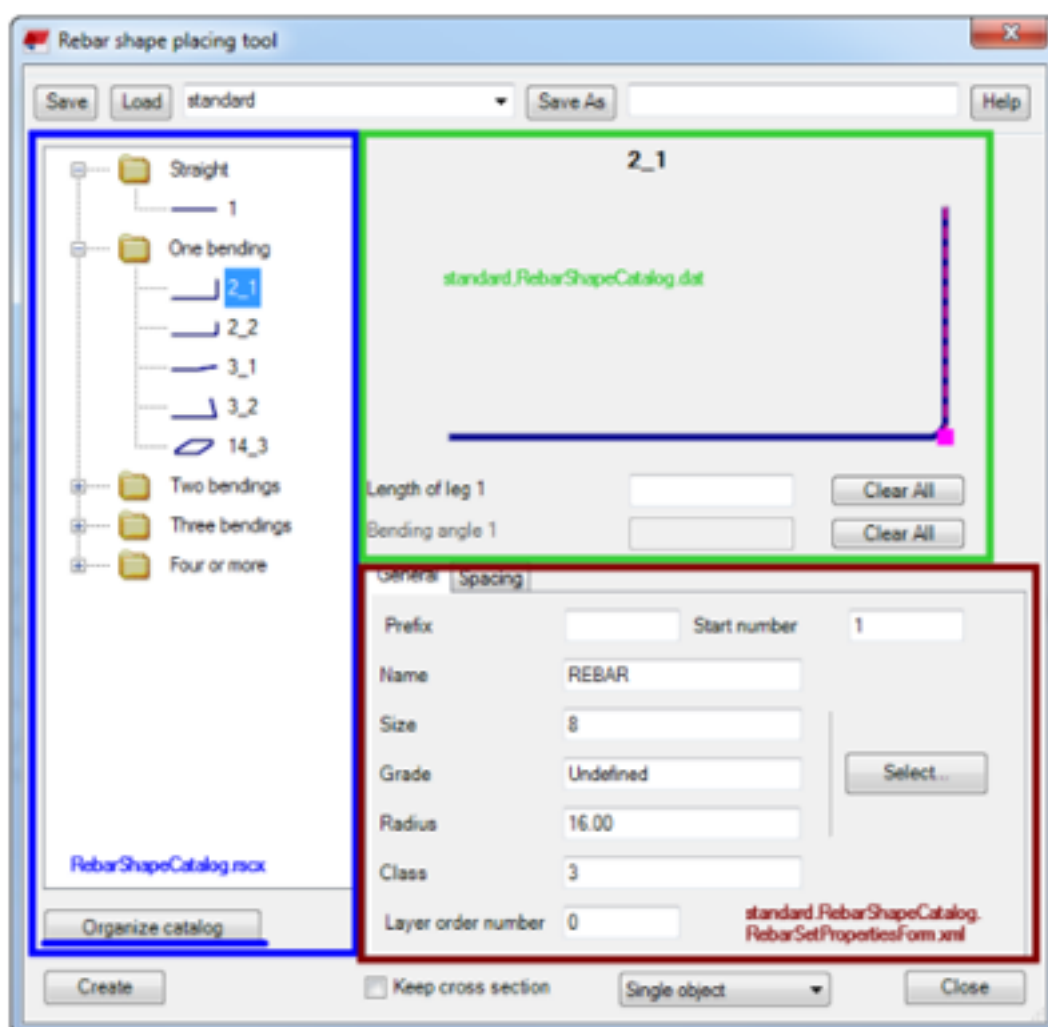 Rebar shape placing tool
Save Load standard Save As Help
Straight
1
One bending
2_1
2_2
3_1
3_2
14_3
Two bendings
Three bendings
Four or more
RebarShapeCatalog.rscx
Organize catalog
2_1
standard.RebarShapeCatalog.dat
Length of leg 1 Clear All
Bending angle 1 Clear All
General Spacing
Prefix Start number 1
Name REBAR
Size 8
Grade Undefined Select...
Radius 16.00
Class 3
Layer order number 0
standard.RebarShapeCatalog.
RebarSetPropertiesForm.xml
Create Keep cross section Single object Close